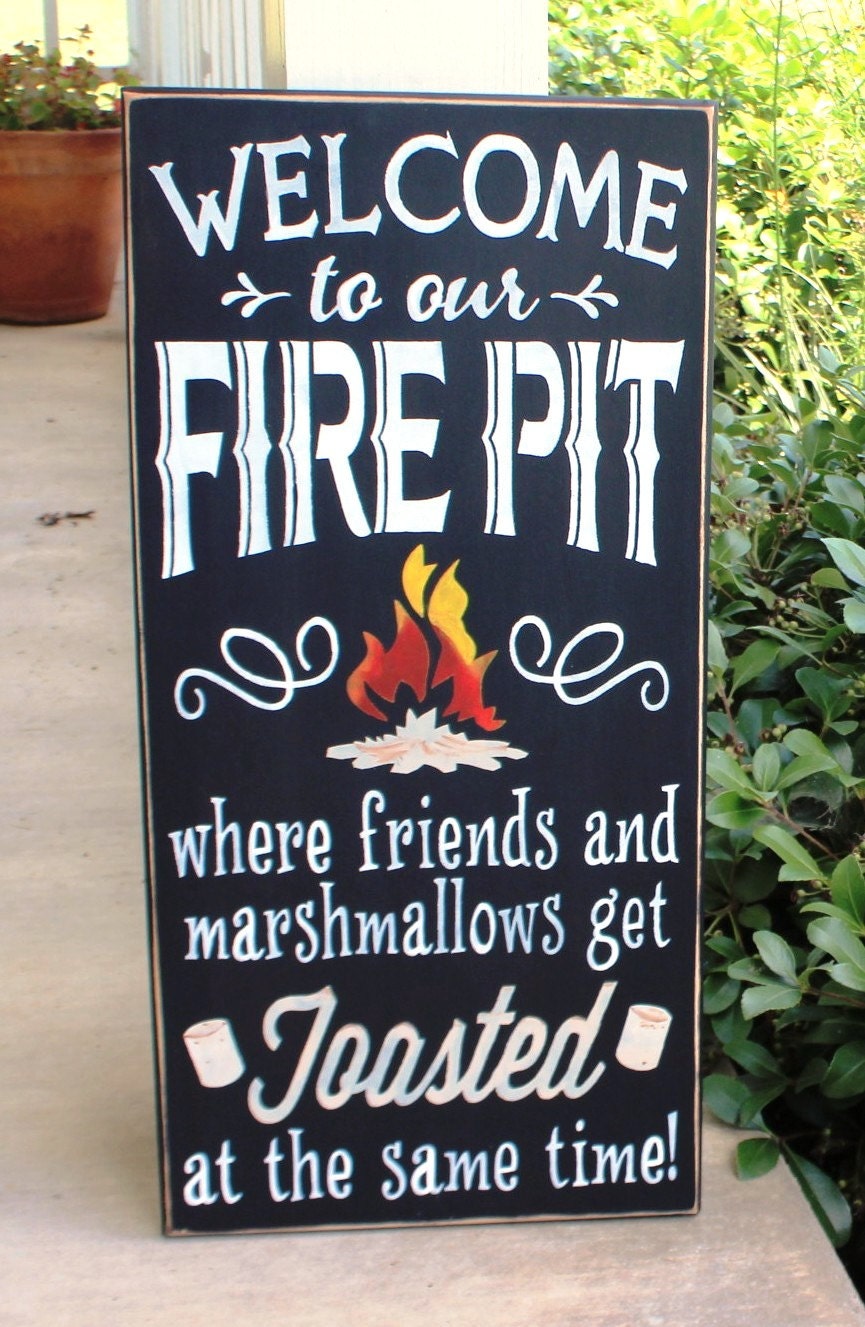 WELCOME
to our
FIRE PIT
where friends and
marshmallows get
Toasted
at the same time!